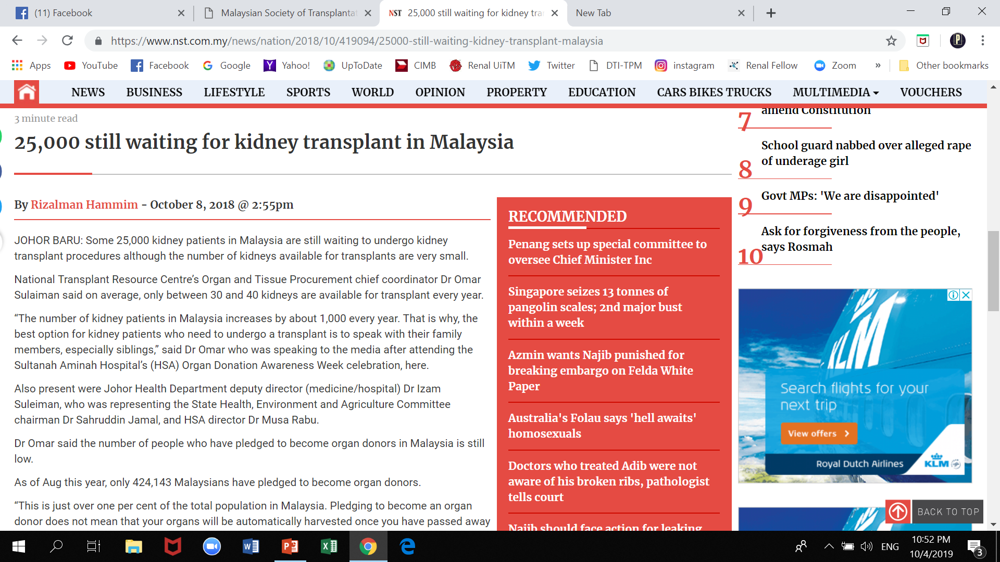 (11) Facebook
Malaysian Society of Transplantat
NST 25,000 still waiting for kidney tran
New Tab
https://www.nst.com.my/news/nation/2018/10/419094/25000-still-waiting-kidney-transplant-malaysia
Apps YouTube Facebook Google Yahoo! UpToDate CIMB Renal UiTM Twitter DTI-TPM instagram Renal Fellow Zoom » Other bookmarks
NEWS BUSINESS LIFESTYLE SPORTS WORLD OPINION PROPERTY EDUCATION CARS BIKES TRUCKS MULTIMEDIA VOUCHERS
3 minute read
25,000 still waiting for kidney transplant in Malaysia
By Rizalman Hammim - October 8, 2018 @ 2:55pm
JOHOR BARU: Some 25,000 kidney patients in Malaysia are still waiting to undergo kidney
transplant procedures although the number of kidneys available for transplants are very small.
National Transplant Resource Centre’s Organ and Tissue Procurement chief coordinator Dr Omar
Sulaiman said on average, only between 30 and 40 kidneys are available for transplant every year.
“The number of kidney patients in Malaysia increases by about 1,000 every year. That is why, the
best option for kidney patients who need to undergo a transplant is to speak with their family
members, especially siblings,” said Dr Omar who was speaking to the media after attending the
Sultanah Aminah Hospital’s (HSA) Organ Donation Awareness Week celebration, here.
Also present were Johor Health Department deputy director (medicine/hospital) Dr Izam
Suleiman, who was representing the State Health, Environment and Agriculture Committee
chairman Dr Sahruddin Jamal, and HSA director Dr Musa Rabu.
Dr Omar said the number of people who have pledged to become organ donors in Malaysia is still
low.
As of Aug this year, only 424,143 Malaysians have pledged to become organ donors.
“This is just over one per cent of the total population in Malaysia. Pledging to become an organ
donor does not mean that your organs will be automatically harvested once you have passed away
RECOMMENDED
Penang sets up special committee to
oversee Chief Minister Inc
Singapore seizes 13 tonnes of
pangolin scales; 2nd major bust
within a week
Azmin wants Najib punished for
breaking embargo on Felda White
Paper
Australia's Folau says 'hell awaits'
homosexuals
Doctors who treated Adib were not
aware of his broken ribs, pathologist
tells court
Najib should face action for leaking
7 amend Constitution
8 School guard nabbed over alleged rape
of underage girl
9 Govt MPs: 'We are disappointed'
10 Ask for forgiveness from the people,
says Rosmah
KLM
Search flights for your
next trip
View offers
Royal Dutch Airlines KLM
BACK TO TOP
ENG
10:52 PM
10/4/2019
3